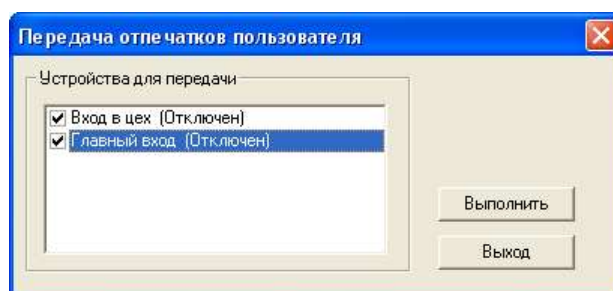 Передача отпечатков пользователя
Устройства для передачи
Вход в цех (Отключен)
Главный вход (Отключен)
Выполнить
Выход